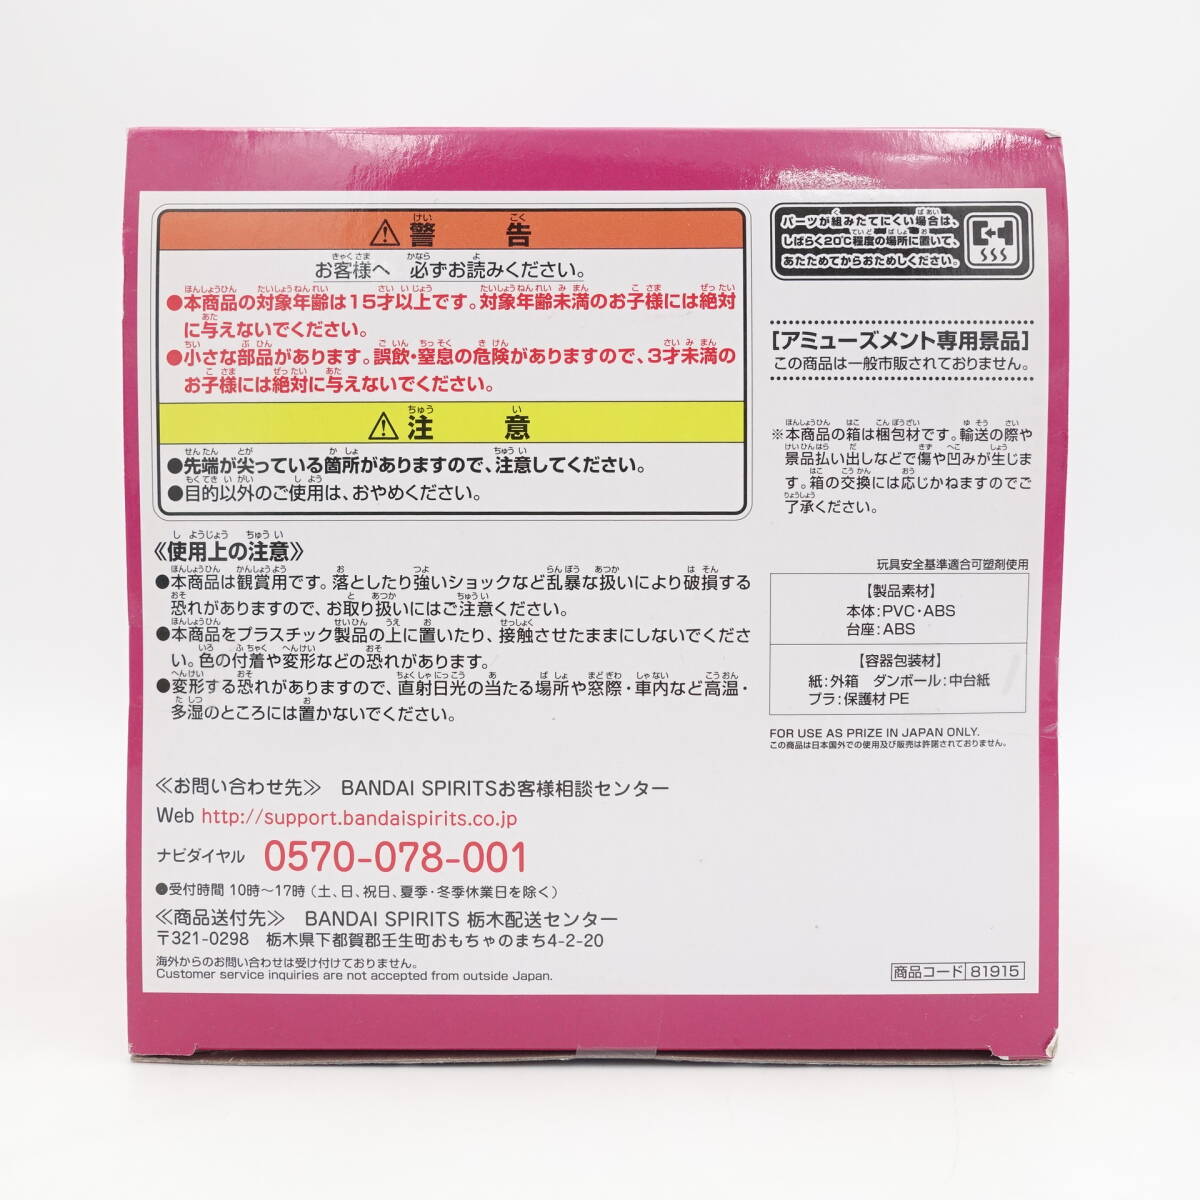 警告
お客様へ 必ずお読みください。
●本商品の対象年齢は15才以上です。対象年齢未満のお子様には絶対
に与えないでください。
●小さな部品があります。誤飲・窒息の危険がありますので、3才未満の
お子様には絶対に与えないでください。
注意
●先端が尖っている箇所がありますので、注意してください。
●目的以外のご使用は、おやめください。
《使用上の注意》
●本商品は観賞用です。落としたり強いショックなど乱暴な扱いにより破損する
恐れがありますので、お取り扱いにはご注意ください。
●本商品をプラスチック製品の上に置いたり、接触させたままにしないでくださ
い。色の付着や変形などの恐れがあります。
●変形する恐れがありますので、直射日光の当たる場所や窓際・車内など高温・
多湿のところには置かないでください。
パーツが組みたてにくい場合は、
しばらく20℃程度の場所に置いて、
あたためてからおためしください。
[アミューズメント専用景品]
この商品は一般市販されておりません。
※本商品の箱は梱包材です。輸送の際や
景品払い出しなどで傷や凹みが生じま
す。箱の交換には応じかねますのでご
了承ください。
玩具安全基準適合可塑剤使用
【製品素材】
本体:PVC・ABS
台座:ABS
【容器包装材】
紙:外箱 ダンボール:中台紙
プラ:保護材PE
FOR USE AS PRIZE IN JAPAN ONLY.
この商品は日本国外での使用及び販売は許諾されておりません。
≪お問い合わせ先≫ BANDAI SPIRITSお客様相談センター
Web http://support.bandaispirits.co.jp
ナビダイヤル 0570-078-001
●受付時間 10時～17時(土、日、祝日、夏季・冬季休業日を除く)
≪商品送付先≫ BANDAI SPIRITS 栃木配送センター
〒321-0298 栃木県下都賀郡壬生町おもちゃのまち4-2-20
海外からのお問い合わせは受け付けておりません。
Customer service inquiries are not accepted from outside Japan.
商品コード 81915